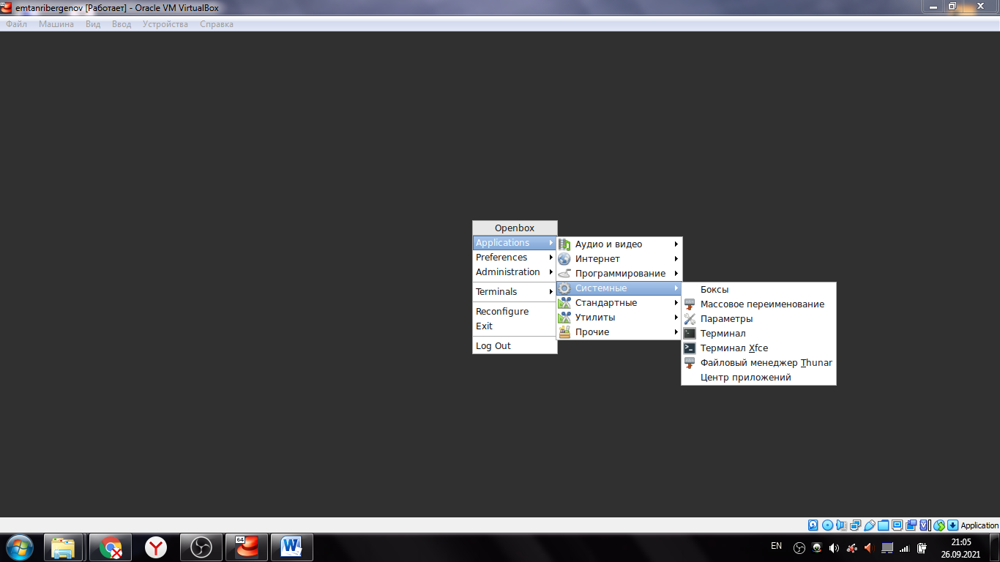 emtanribergenov [Работает] - Oracle VM VirtualBox
Файл Машина Вид Ввод Устройства Справка
Openbox
Applications
Preferences
Administration
Terminals
Reconfigure
Exit
Log Out
Аудио и видео
Интернет
Программирование
Системные
Стандартные
Утилиты
Прочие
Боксы
Массовое переименование
Параметры
Терминал
Терминал Xfce
Файловый менеджер Thunar
Центр приложений
Application
64
EN
21:05
26.09.2021